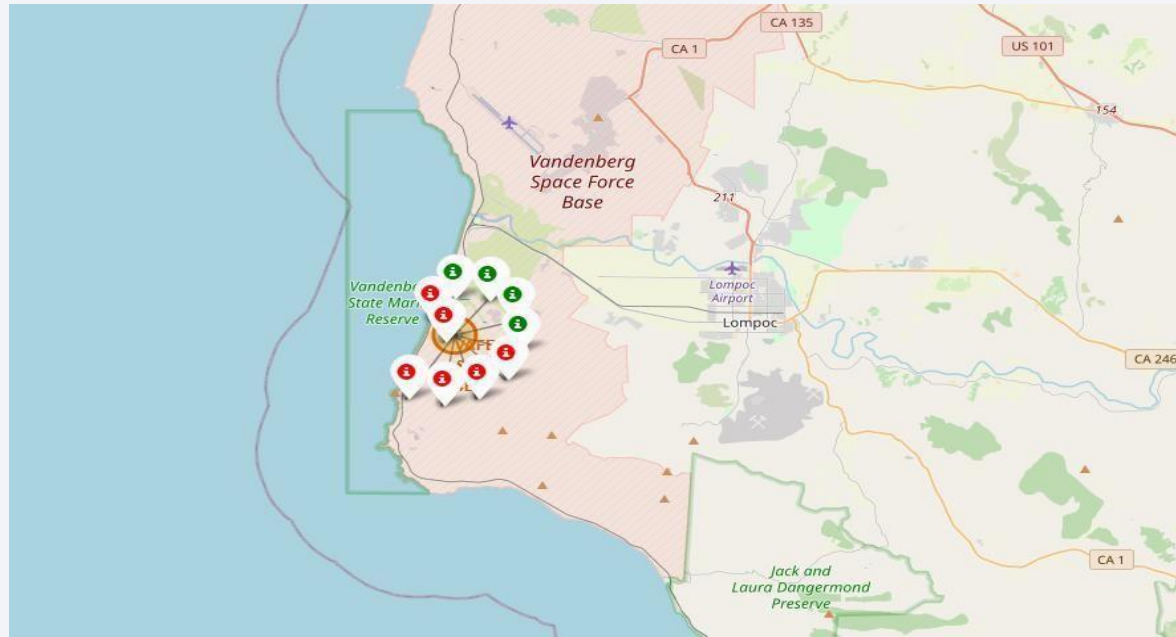 CA 135
CA 1
US 101
154
Vandenberg
Space Force
Base
211
Lompoc
Airport
Lompoc
State
Reserve
CA 246
CA 1
Jack and
Laura Dangermond
Preserve